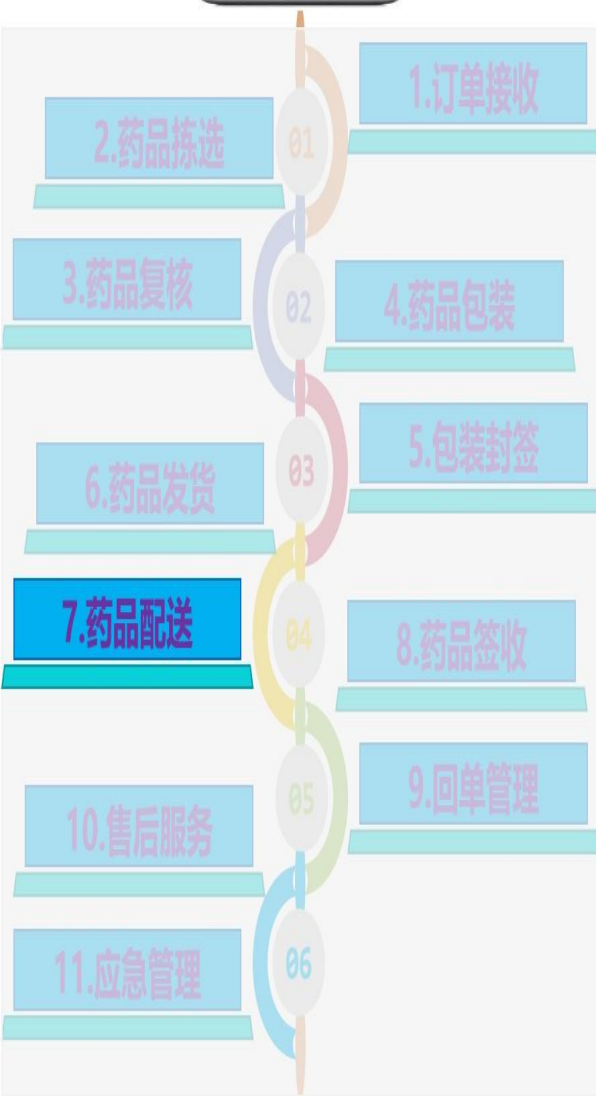 1.订单接收
2.药品拣选
01
3.药品复核
4.药品包装
02
5.包装封签
6.药品发货
03
7.药品配送
8.药品签收
04
9.回单管理
10.售后服务
05
11.应急管理
06